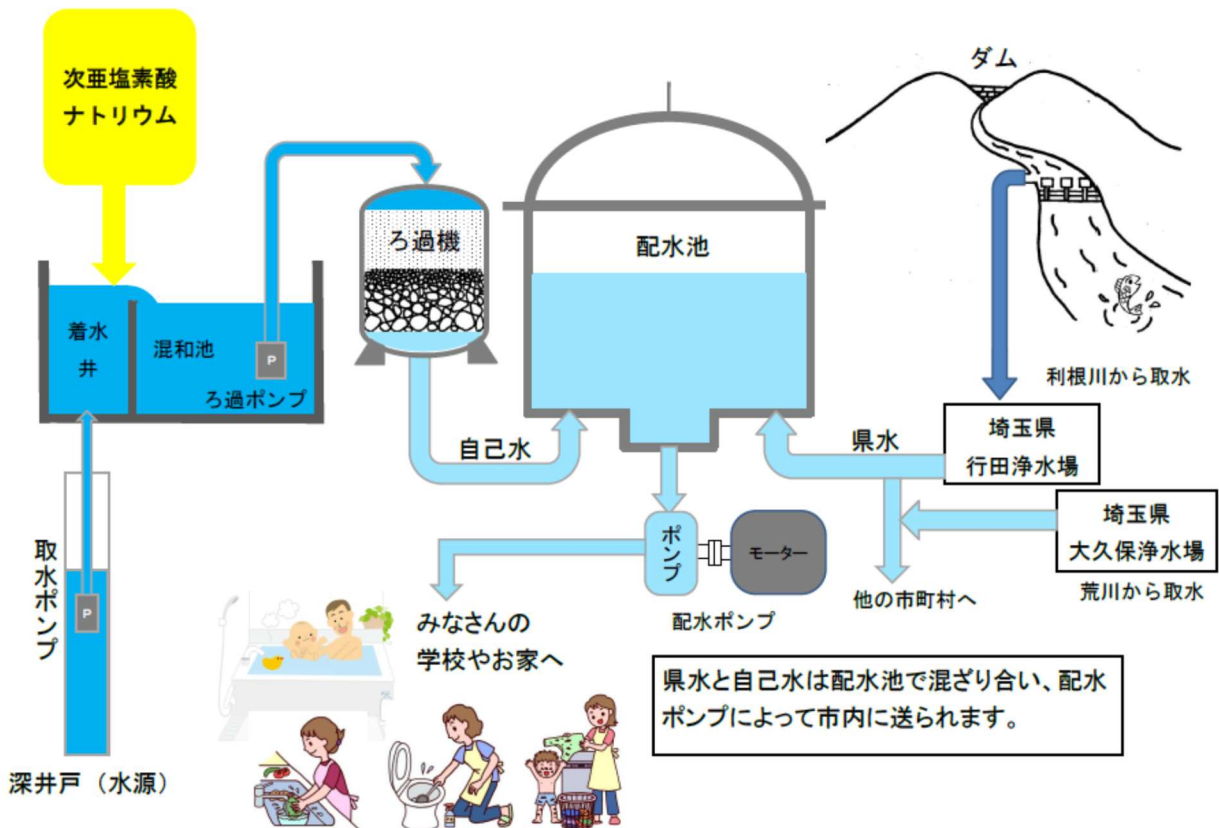 次亜塩素酸
ナトリウム
着水
井
混和池
P
ろ過ポンプ
取水ポンプ
P
深井戸（水源）
ろ過機
自己水
配水池
ポンプ
モーター
配水ポンプ
みなさんの
学校やお家へ
ダム
利根川から取水
埼玉県
行田浄水場
県水
埼玉県
大久保浄水場
荒川から取水
他の市町村へ
県水と自己水は配水池で混ざり合い、配水
ポンプによって市内に送られます。